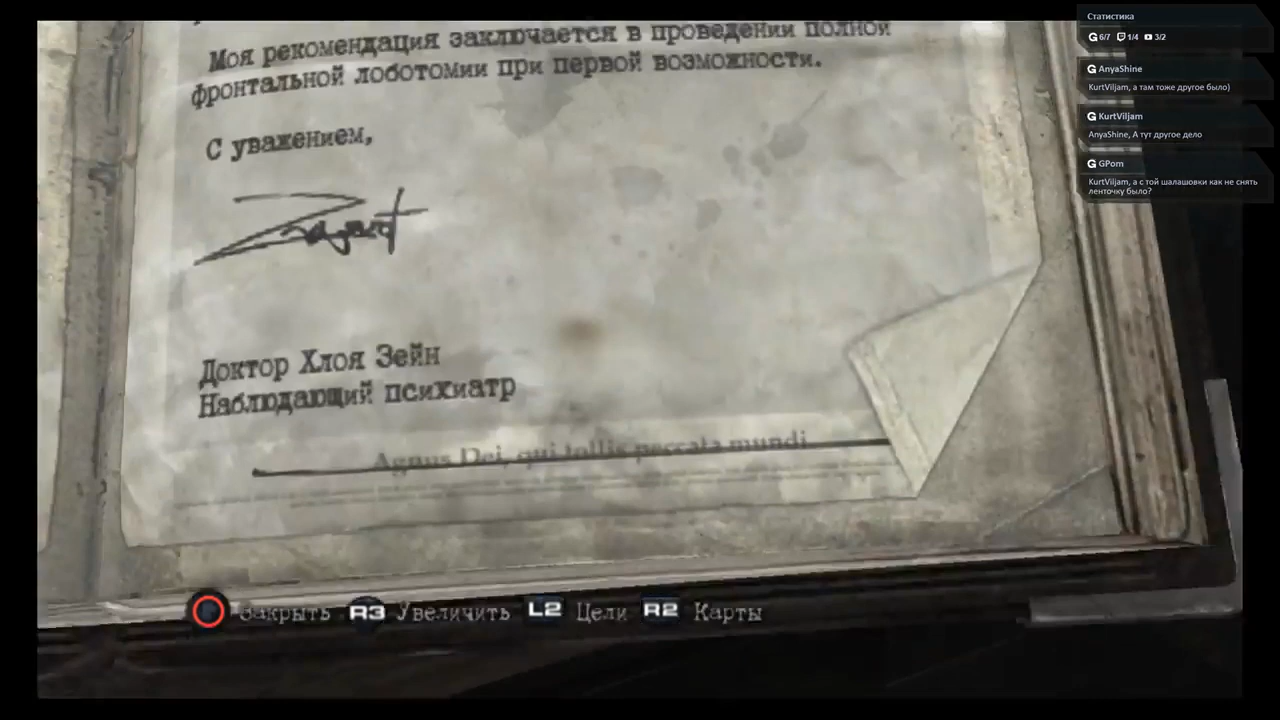 Моя рекомендация заключается в проведении полной
фронтальной лоботомии при первой возможности.
С уважением,
Доктор Хлоя Зейн
Наблюдающий психиатр
Agnus Dei, qui tollis peccata mundi
Закрыть R3 Увеличить L2 Цели R2 Карты
Статистика
6/7 1/4 3/2
AnyaShine
KurtViljam, а там тоже другое было)
KurtViljam
AnyaShine, А тут другое дело
GPom
KurtViljam, а с той шалашовки как не снять
ленточку было?